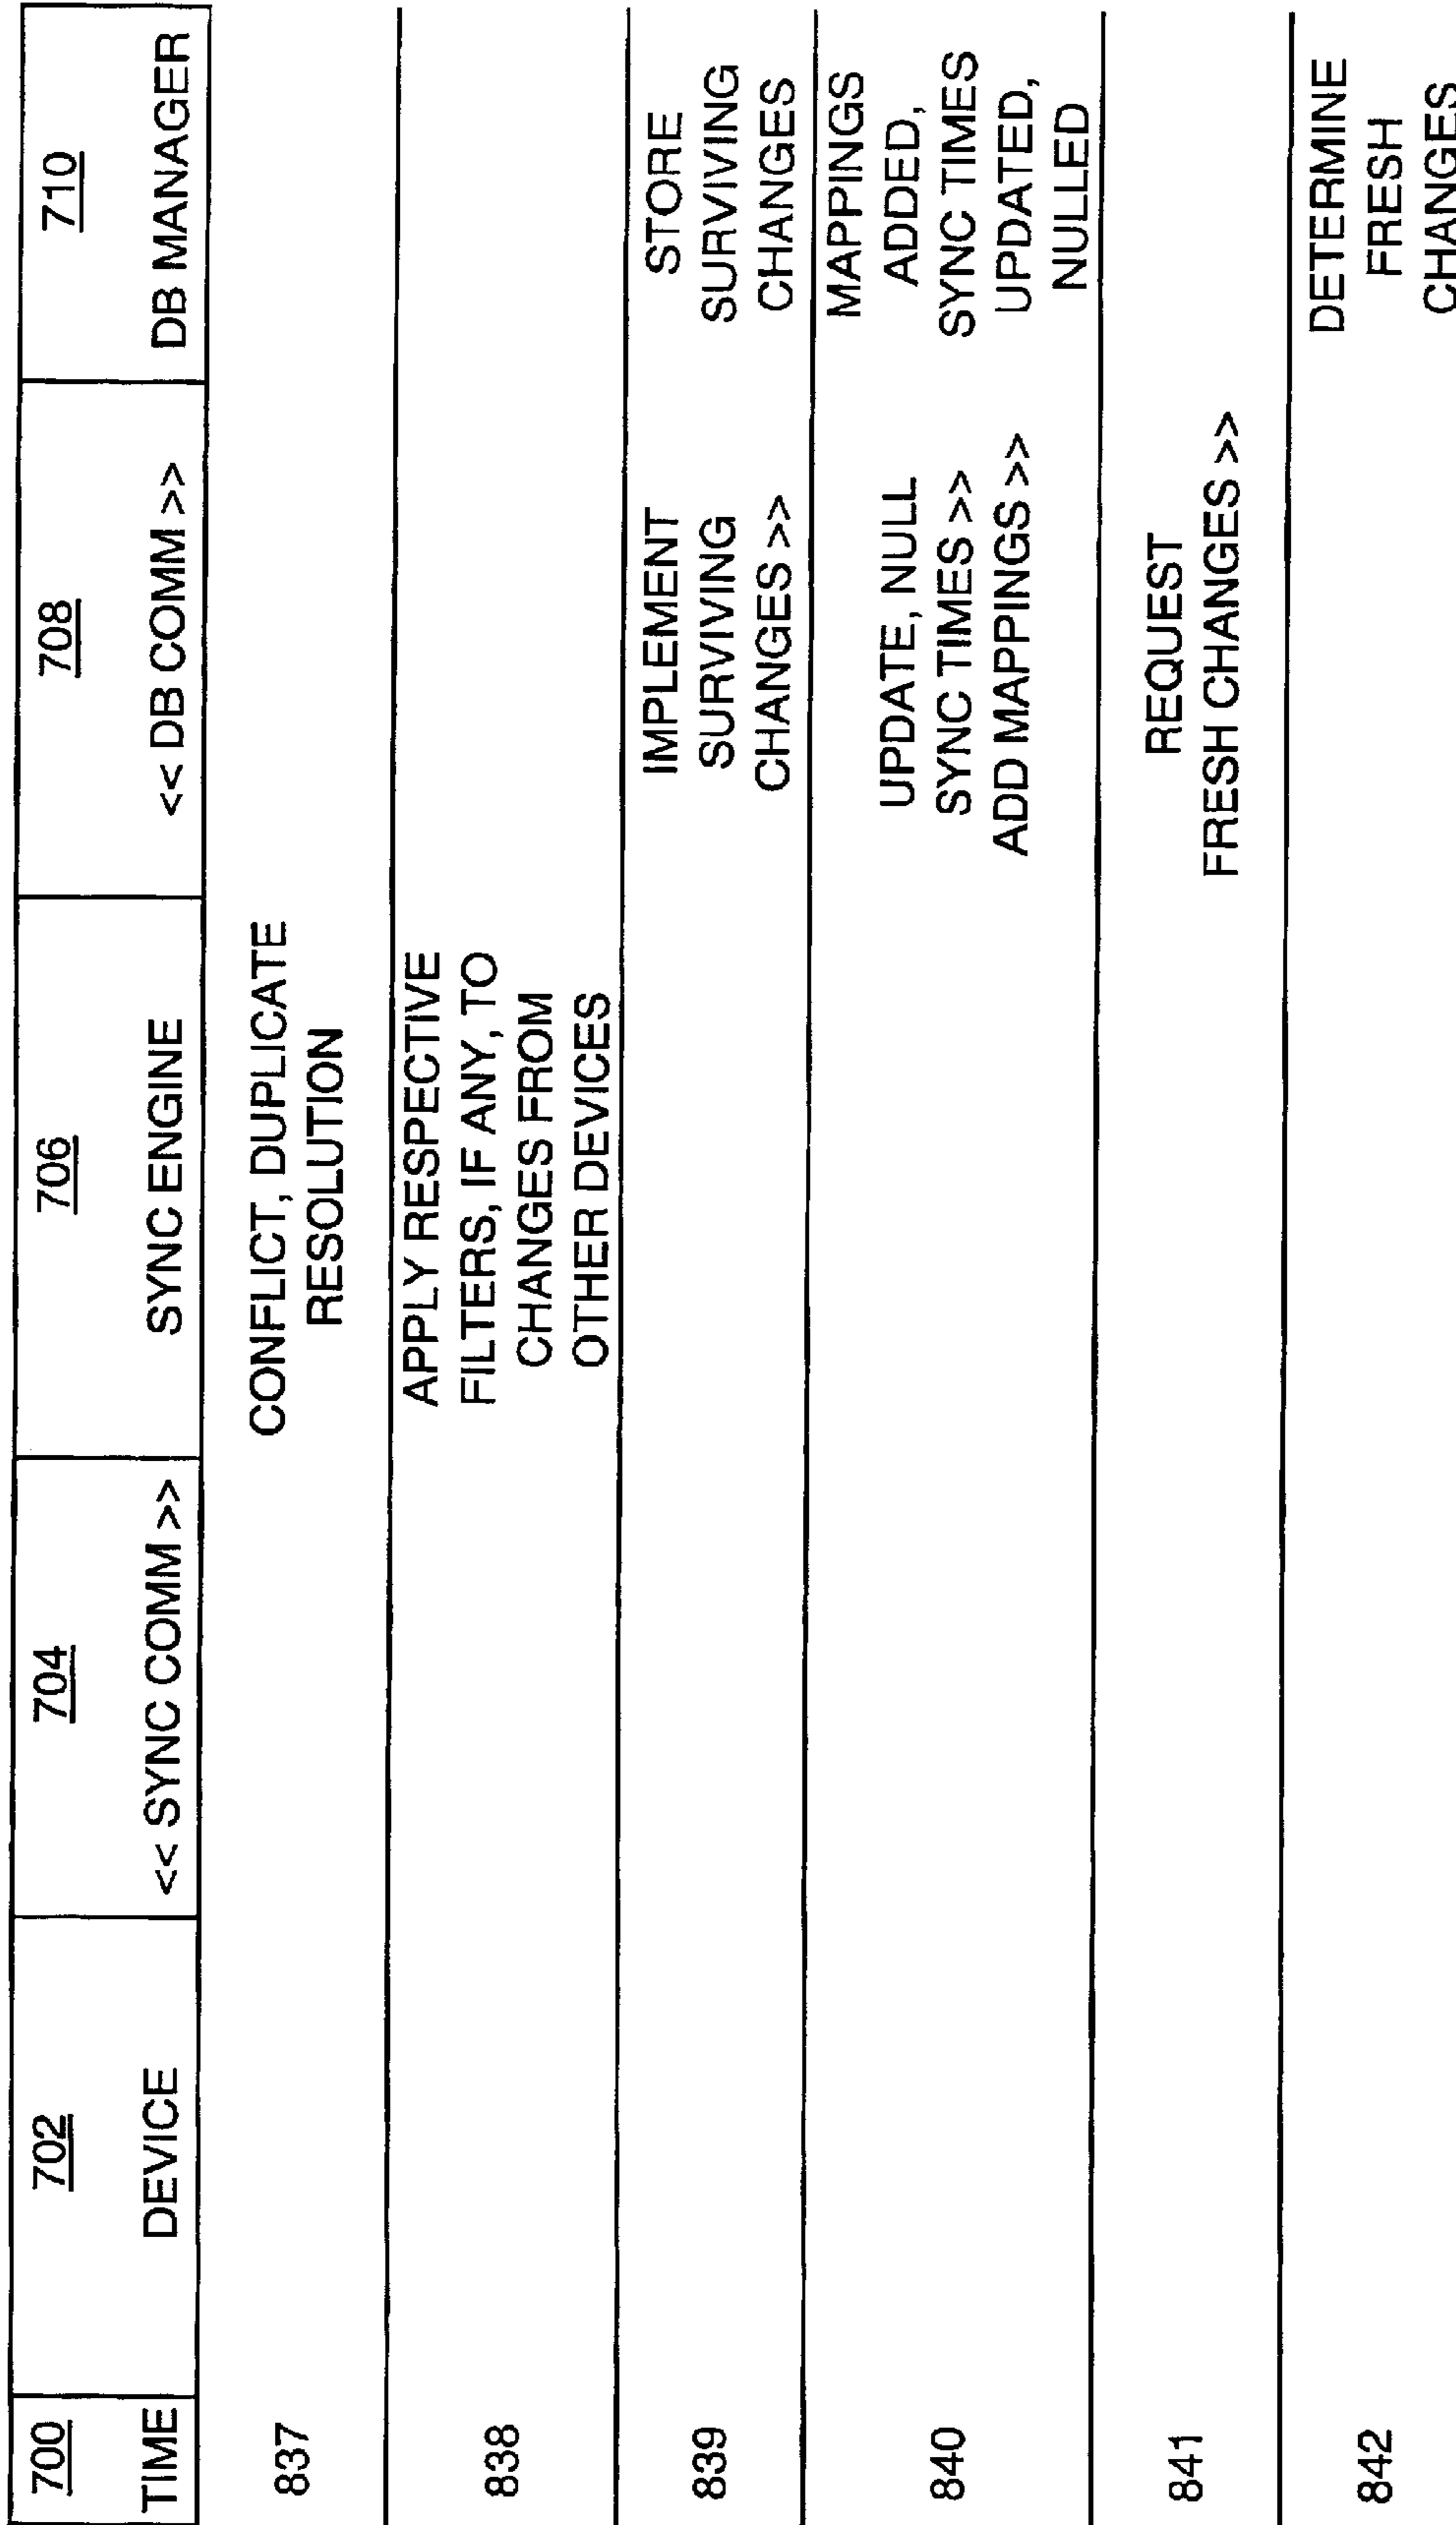 700 702 704 706 708 710
TIME DEVICE << SYNC COMM >> SYNC ENGINE << DB COMM >> DB MANAGER
837
CONFLICT, DUPLICATE
RESOLUTION
838
APPLY RESPECTIVE
FILTERS, IF ANY, TO
CHANGES FROM
OTHER DEVICES
839
IMPLEMENT
SURVIVING
CHANGES >>
STORE
SURVIVING
CHANGES
840
UPDATE, NULL
SYNC TIMES >>
ADD MAPPINGS >>
MAPPINGS
ADDED,
SYNC TIMES
UPDATED,
NULLED
841
REQUEST
FRESH CHANGES >>
842
DETERMINE
FRESH
CHANGES